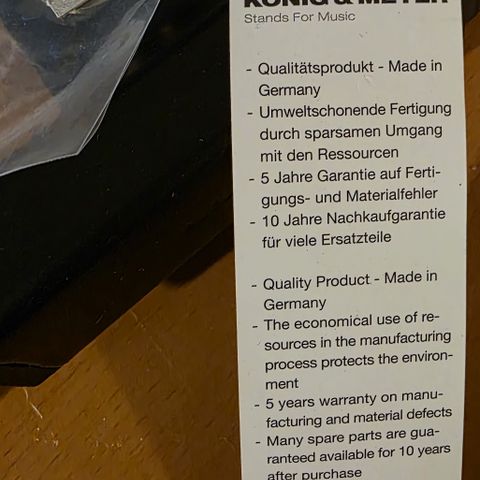 KÖNIG & MEYER
Stands For Music
- Qualitätsprodukt - Made in
Germany
- Umweltschonende Fertigung
durch sparsamen Umgang
mit den Ressourcen
- 5 Jahre Garantie auf Ferti-
gungs- und Materialfehler
- 10 Jahre Nachkaufgarantie
für viele Ersatzteile
- Quality Product - Made in
Germany
- The economical use of re-
sources in the manufacturing
process protects the environ-
ment
- 5 years warranty on manu-
facturing and material defects
- Many spare parts are gua-
ranteed available for 10 years
after purchase